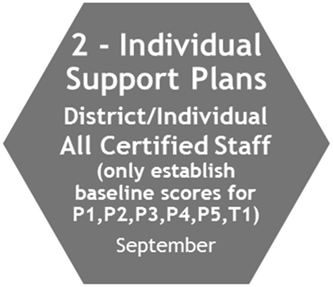 2 - Individual
Support Plans
District/Individual
All Certified Staff
(only establish
baseline scores for
P1,P2,P3,P4,P5,T1)
September